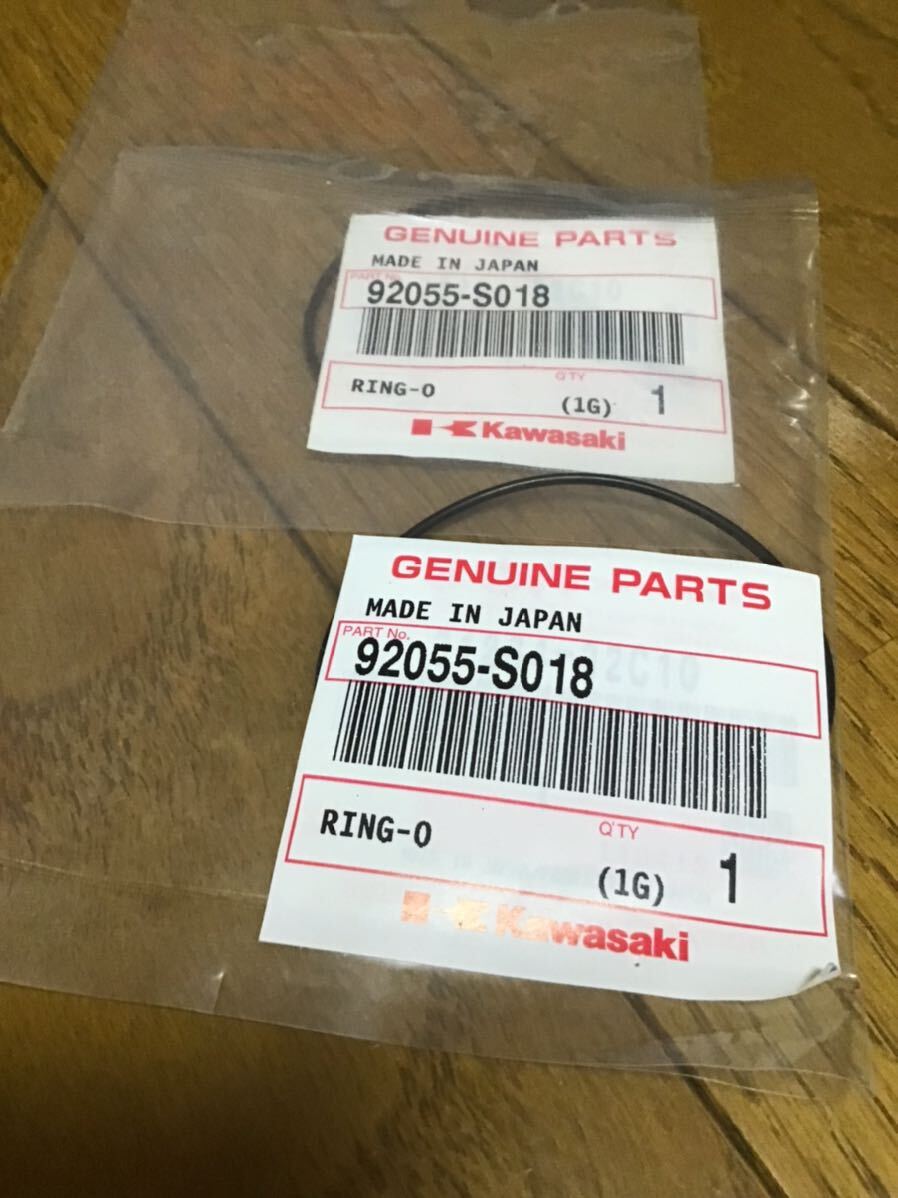 GENUINE PARTS
MADE IN JAPAN
PART No.
92055-S018
RING-O
Q'TY
(1G) 1
Kawasaki
GENUINE PARTS
MADE IN JAPAN
PART No.
92055-S018
RING-O
Q'TY
(1G) 1
Kawasaki